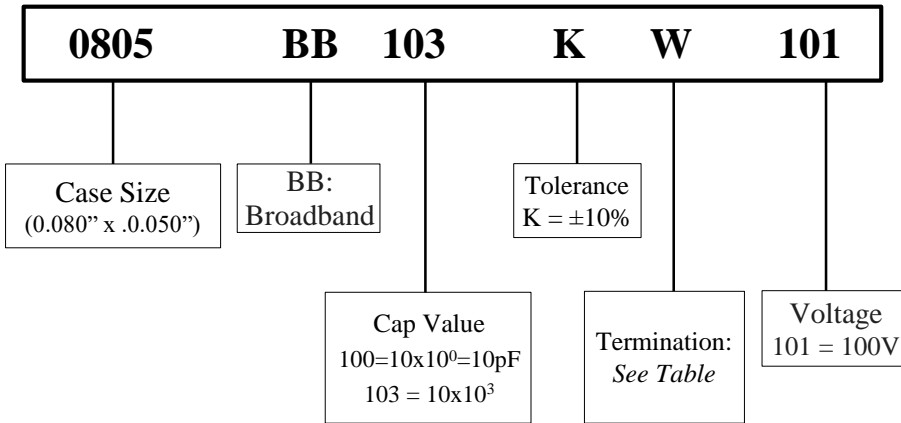 0805 BB 103 K W 101
Case Size
(0.080” x .0.050”)
BB:
Broadband
Cap Value
100=10x10⁰=10pF
103 = 10x10³
Tolerance
K = ±10%
Termination:
See Table
Voltage
101 = 100V